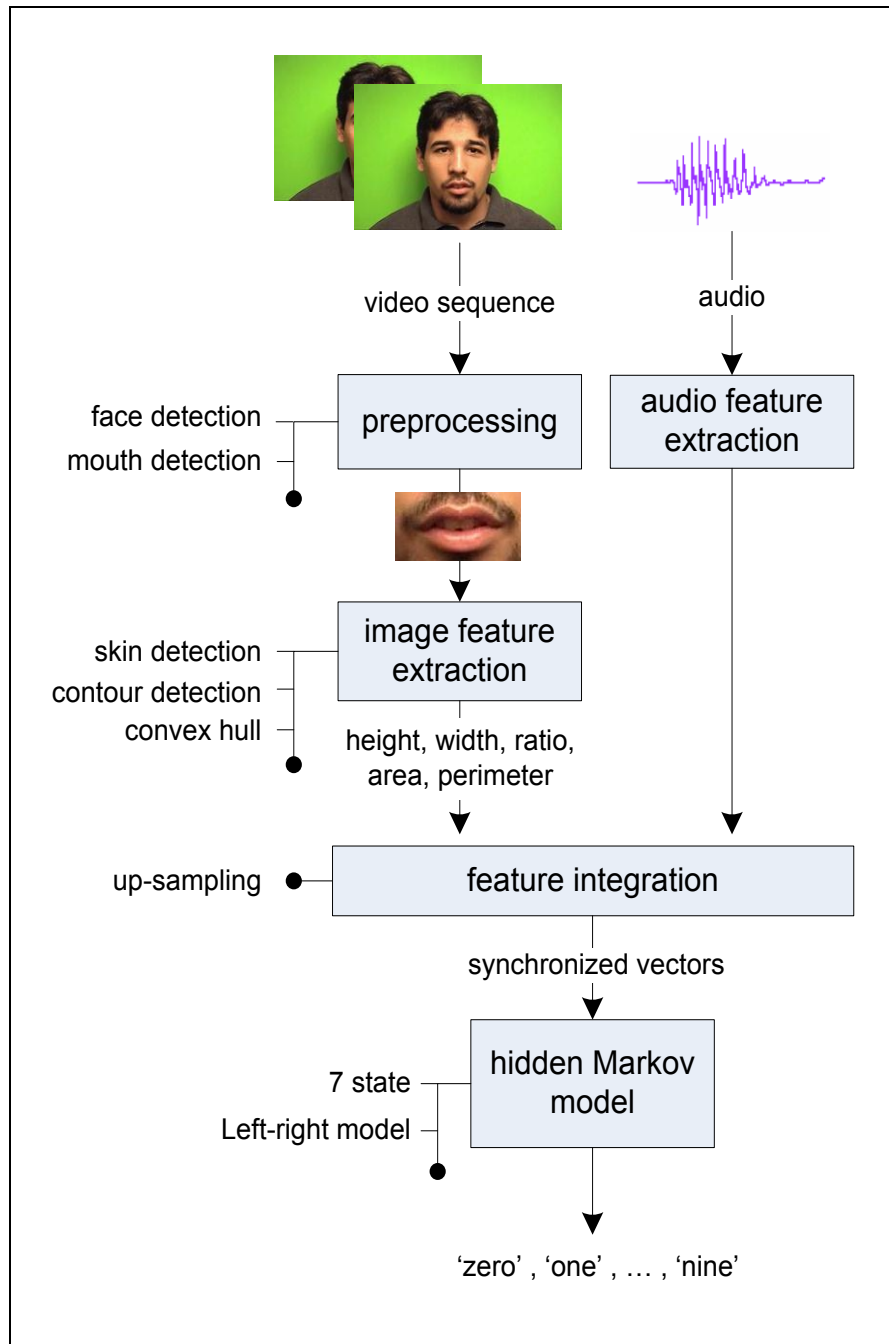 video sequence
audio
face detection
mouth detection
preprocessing
audio feature
extraction
skin detection
contour detection
convex hull
image feature
extraction
height, width, ratio,
area, perimeter
up-sampling
feature integration
synchronized vectors
7 state
Left-right model
hidden Markov
model
‘zero’ , ‘one’ , … , ‘nine’